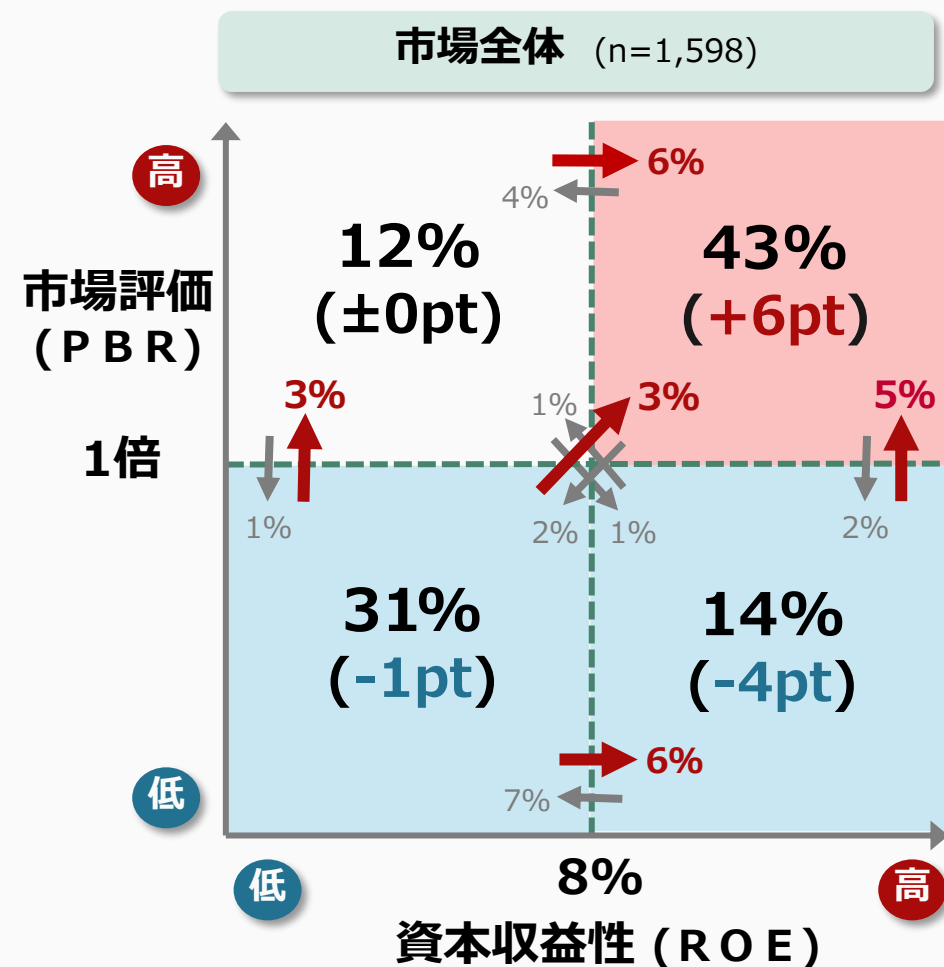 市場全体 (n=1,598)
高
6%
4%
12%
(±0pt)
43%
(+6pt)
市場評価
(ＰＢＲ)
3%
1%
3%
5%
1倍
1%
2%
1%
2%
31%
(-1pt)
14%
(-4pt)
6%
7%
低
低
8%
高
資本収益性 (ＲＯＥ)